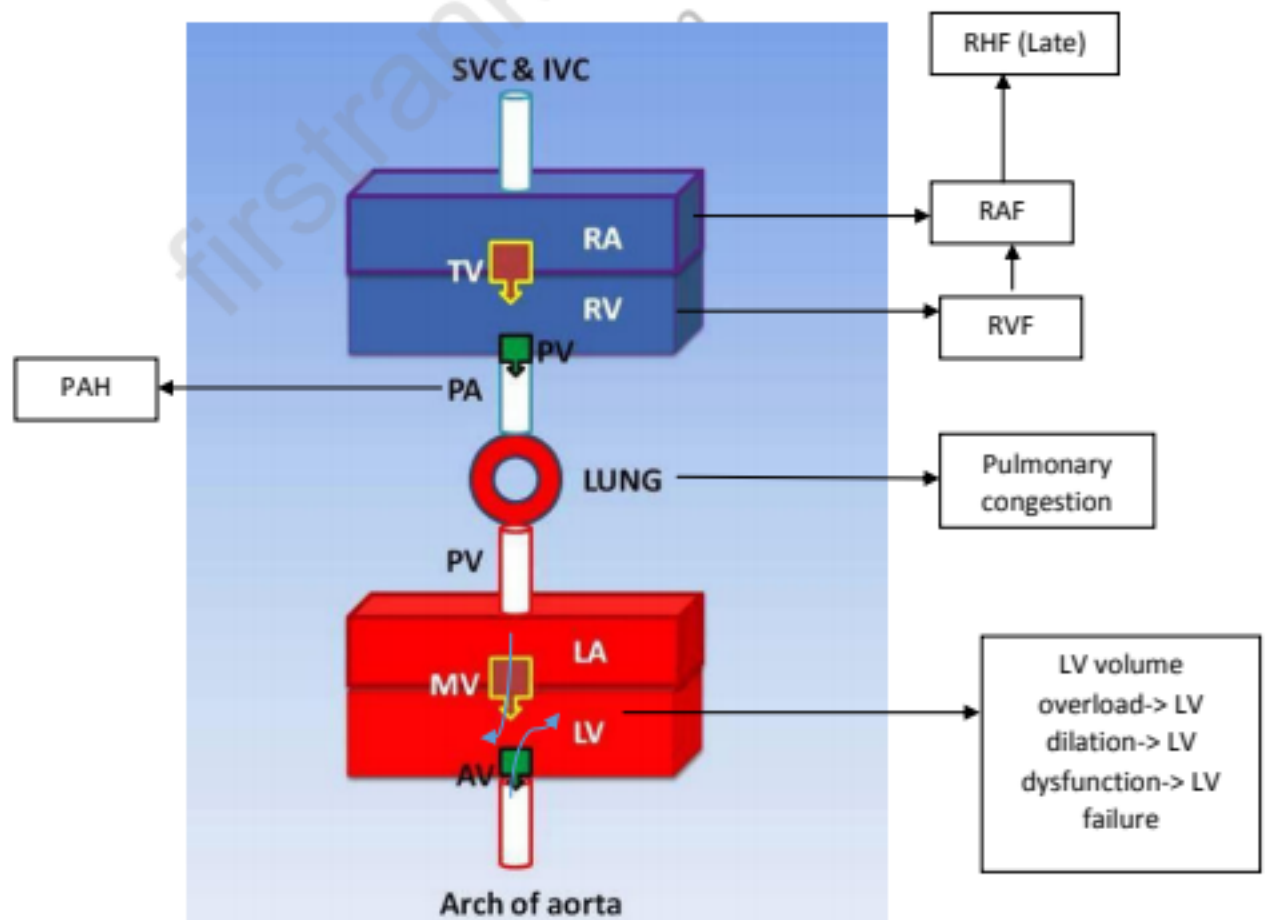 RHF (Late)
SVC & IVC
RA
RAF
TV
RV
RVF
PV
PAH
PA
LUNG
Pulmonary
congestion
PV
LA
MV
LV
AV
LV volume
overload-> LV
dilation-> LV
dysfunction-> LV
failure
Arch of aorta